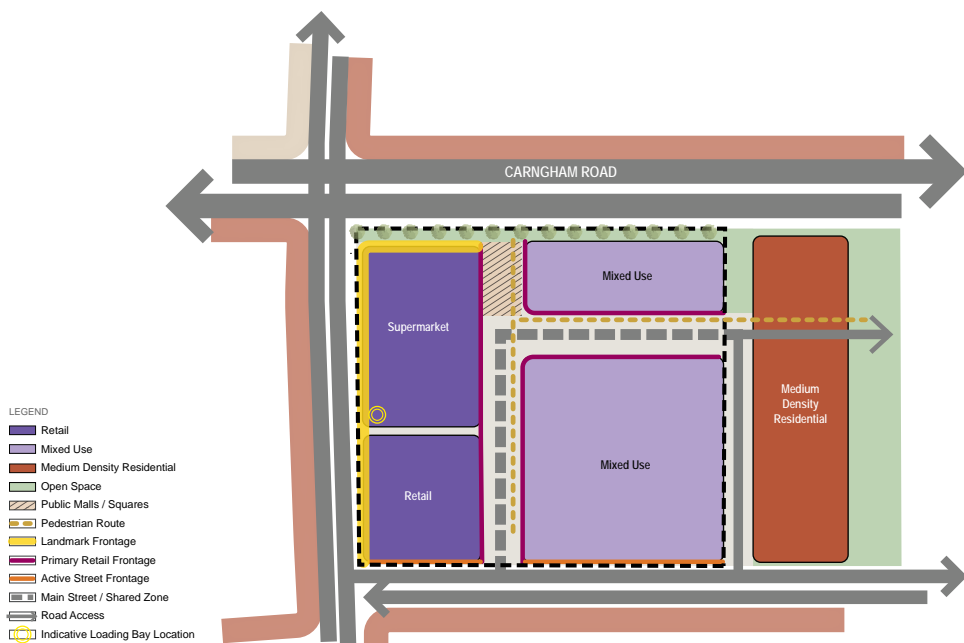 CARNGHAM ROAD
Mixed Use
Supermarket
Medium
Density
Residential
Mixed Use
Retail
LEGEND
Retail
Mixed Use
Medium Density Residential
Open Space
Public Malls / Squares
Pedestrian Route
Landmark Frontage
Primary Retail Frontage
Active Street Frontage
Main Street / Shared Zone
Road Access
Indicative Loading Bay Location